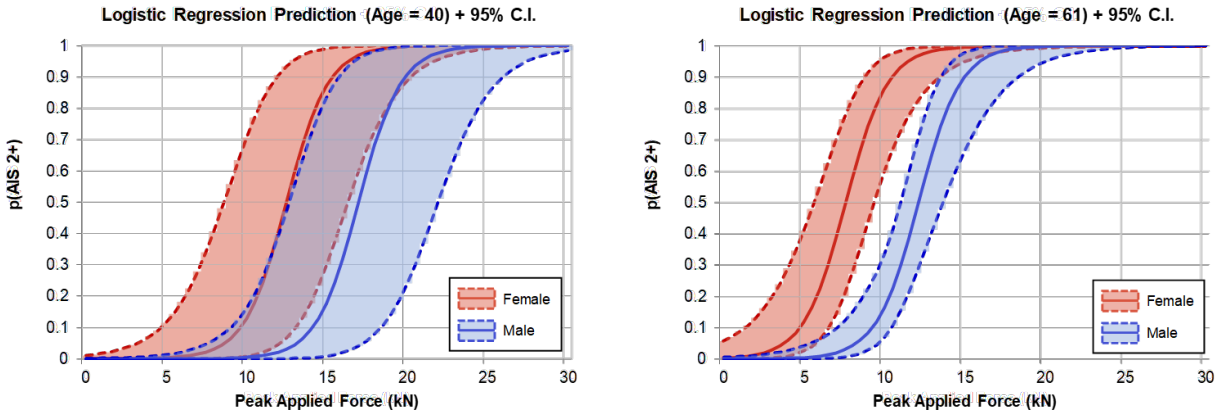 Logistic Regression Prediction (Age = 40) + 95% C.I.
1
0.9
0.8
0.7
0.6
0.5
0.4
0.3
0.2
0.1
0
p(AIS 2+)
0 5 10 15 20 25 30
Peak Applied Force (kN)
Female
Male
Logistic Regression Prediction (Age = 61) + 95% C.I.
1
0.9
0.8
0.7
0.6
0.5
0.4
0.3
0.2
0.1
0
p(AIS 2+)
0 5 10 15 20 25 30
Peak Applied Force (kN)
Female
Male